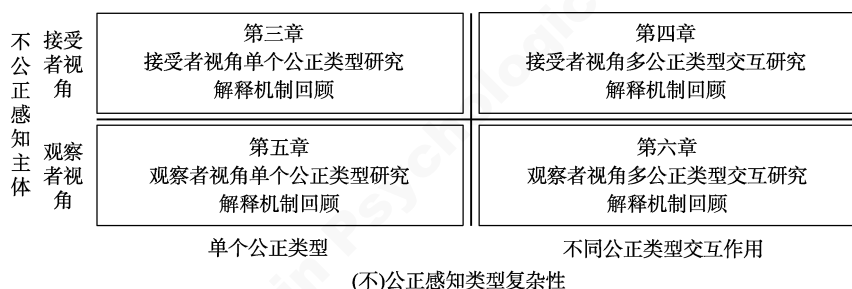 不公正感知主体
接受者视角
第三章
接受者视角单个公正类型研究
解释机制回顾
第四章
接受者视角多公正类型交互研究
解释机制回顾
观察者视角
第五章
观察者视角单个公正类型研究
解释机制回顾
第六章
观察者视角多公正类型交互研究
解释机制回顾
单个公正类型
不同公正类型交互作用
(不)公正感知类型复杂性
in Psychologic